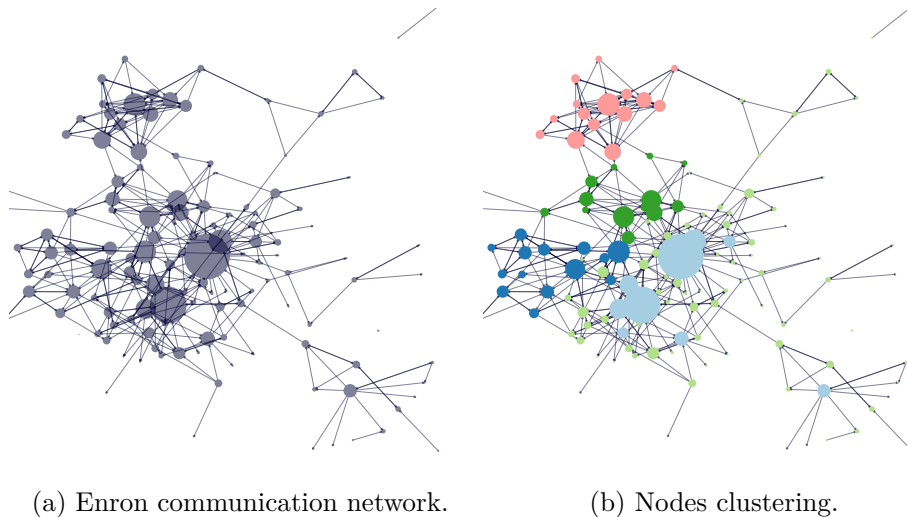 (a) Enron communication network.
(b) Nodes clustering.